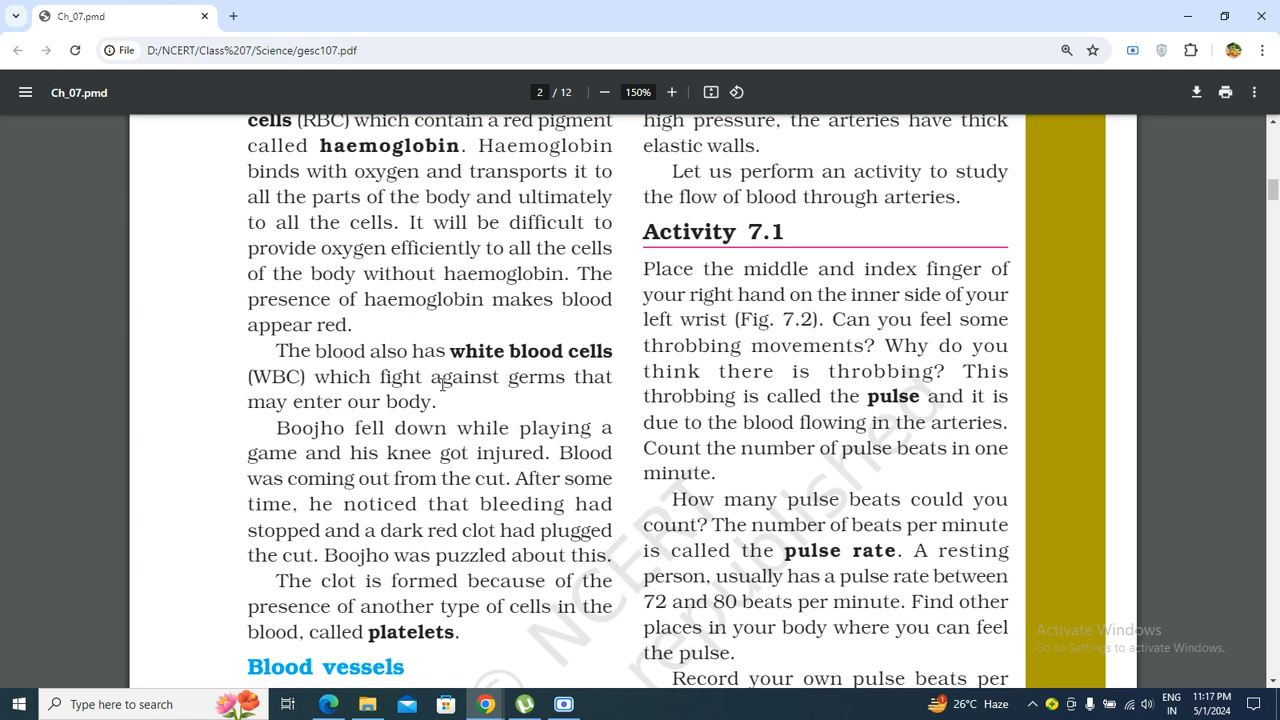 Ch_07.pmd
File
D:/NCERT/Class%207/Science/gesc107.pdf
Ch_07.pmd
2 / 12
150%
cells (RBC) which contain a red pigment
called haemoglobin. Haemoglobin
binds with oxygen and transports it to
all the parts of the body and ultimately
to all the cells. It will be difficult to
provide oxygen efficiently to all the cells
of the body without haemoglobin. The
presence of haemoglobin makes blood
appear red.
The blood also has white blood cells
(WBC) which fight against germs that
may enter our body.
Boojho fell down while playing a
game and his knee got injured. Blood
was coming out from the cut. After some
time, he noticed that bleeding had
stopped and a dark red clot had plugged
the cut. Boojho was puzzled about this.
The clot is formed because of the
presence of another type of cells in the
blood, called platelets.
Blood vessels
high pressure, the arteries have thick
elastic walls.
Let us perform an activity to study
the flow of blood through arteries.
Activity 7.1
Place the middle and index finger of
your right hand on the inner side of your
left wrist (Fig. 7.2). Can you feel some
throbbing movements? Why do you
think there is throbbing? This
throbbing is called the pulse and it is
due to the blood flowing in the arteries.
Count the number of pulse beats in one
minute.
How many pulse beats could you
count? The number of beats per minute
is called the pulse rate. A resting
person, usually has a pulse rate between
72 and 80 beats per minute. Find other
places in your body where you can feel
the pulse.
Record your own pulse beats per
© NCERT
republished
Activate Windows
Go to Settings to activate Windows.
Type here to search
26°C Haze
ENG
IN
11:17 PM
5/1/2024